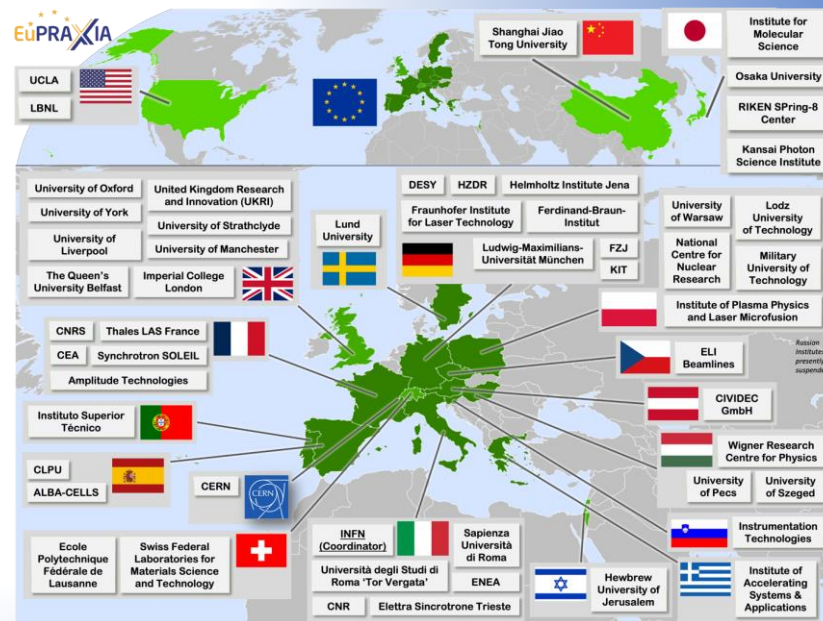 EuPRAXIA
UCLA
LBNL
Shanghai Jiao
Tong University
Institute for
Molecular
Science
Osaka University
RIKEN SPring-8
Center
Kansai Photon
Science Institute
University of Oxford
United Kingdom Research
and Innovation (UKRI)
University of York
University of Strathclyde
University of
Liverpool
University of Manchester
The Queen's
University Belfast
Imperial College
London
Lund
University
DESY
HZDR
Helmholtz Institute Jena
Fraunhofer Institute
for Laser Technology
Ferdinand-Braun-
Institut
Ludwig-Maximilians-
Universität München
FZJ
KIT
University
of Warsaw
Lodz
University
of Technology
National
Centre for
Nuclear
Research
Military
University of
Technology
Institute of Plasma Physics
and Laser Microfusion
CNRS
Thales LAS France
CEA
Synchrotron SOLEIL
Amplitude Technologies
ELI
Beamlines
Russian
Institutes
presently
suspende
CIVIDEC
GmbH
Instituto Superior
Técnico
Wigner Research
Centre for Physics
University
of Pecs
University
of Szeged
CLPU
ALBA-CELLS
CERN
CERN
Instrumentation
Technologies
Ecole
Polytechnique
Fédérale de
Lausanne
Swiss Federal
Laboratories for
Materials Science
and Technology
INFN
(Coordinator)
Sapienza
Università
di Roma
Università degli Studi di
Roma 'Tor Vergata'
ENEA
CNR
Elettra Sincrotrone Trieste
Hewbrew
University of
Jerusalem
Institute of
Accelerating
Systems &
Applications